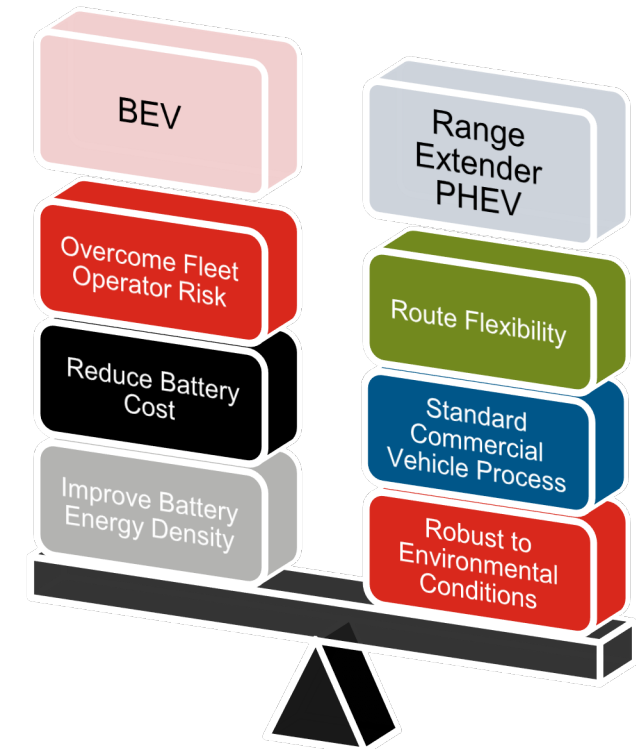 BEV
Overcome Fleet
Operator Risk
Reduce Battery
Cost
Improve Battery
Energy Density
Range
Extender
PHEV
Route Flexibility
Standard
Commercial
Vehicle Process
Robust to
Environmental
Conditions